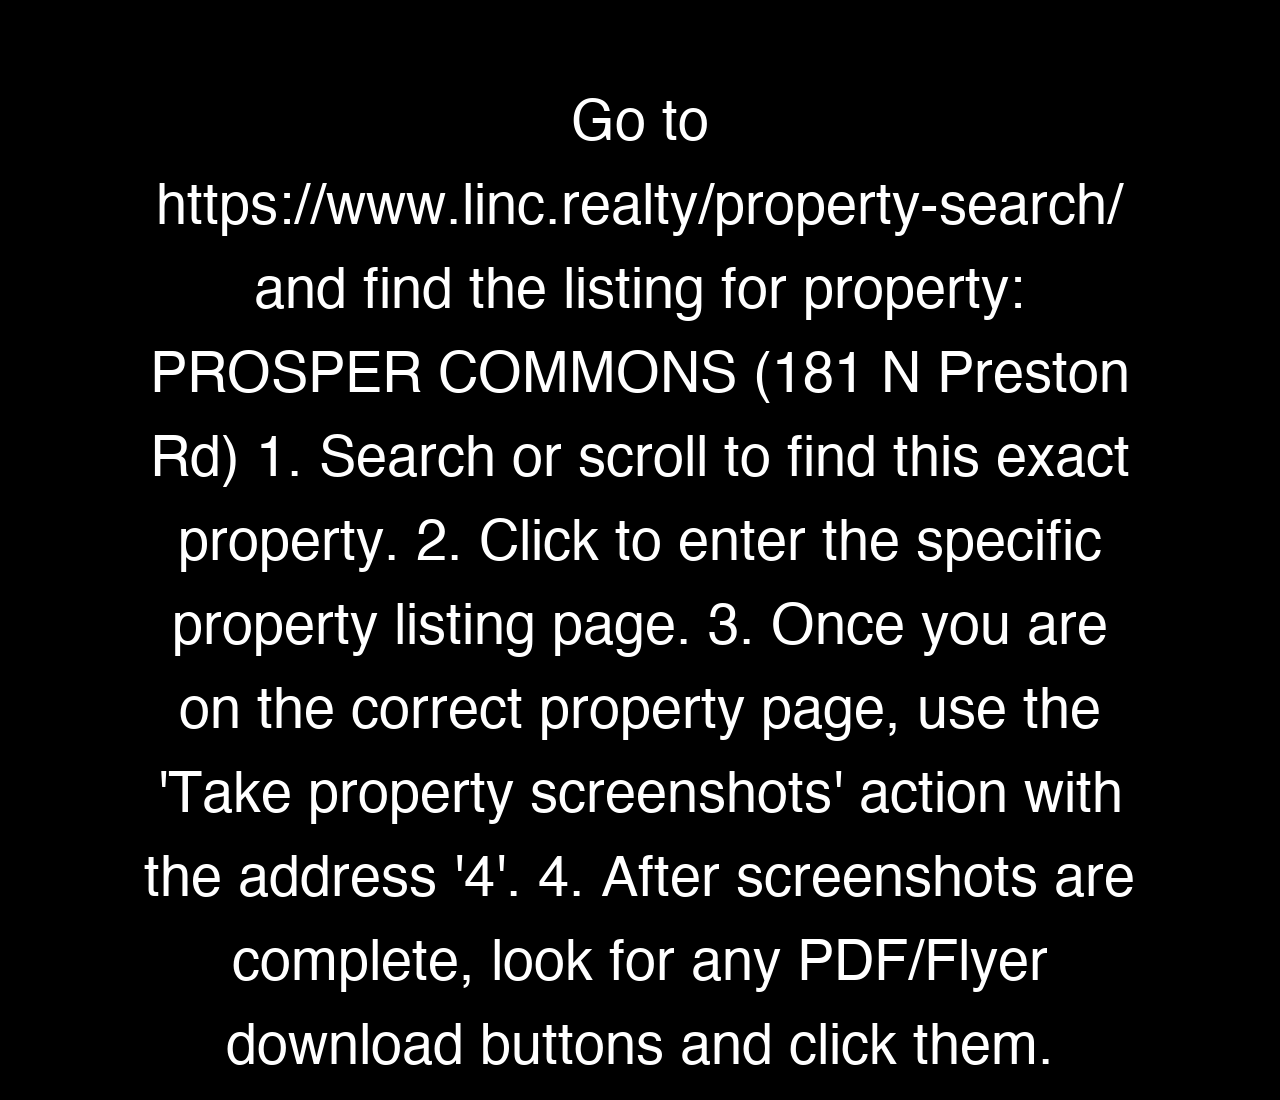 Go to
https://www.linc.realty/property-search/
and find the listing for property:
PROSPER COMMONS (181 N Preston
Rd) 1. Search or scroll to find this exact
property. 2. Click to enter the specific
property listing page. 3. Once you are
on the correct property page, use the
'Take property screenshots' action with
the address '4'. 4. After screenshots are
complete, look for any PDF/Flyer
download buttons and click them.